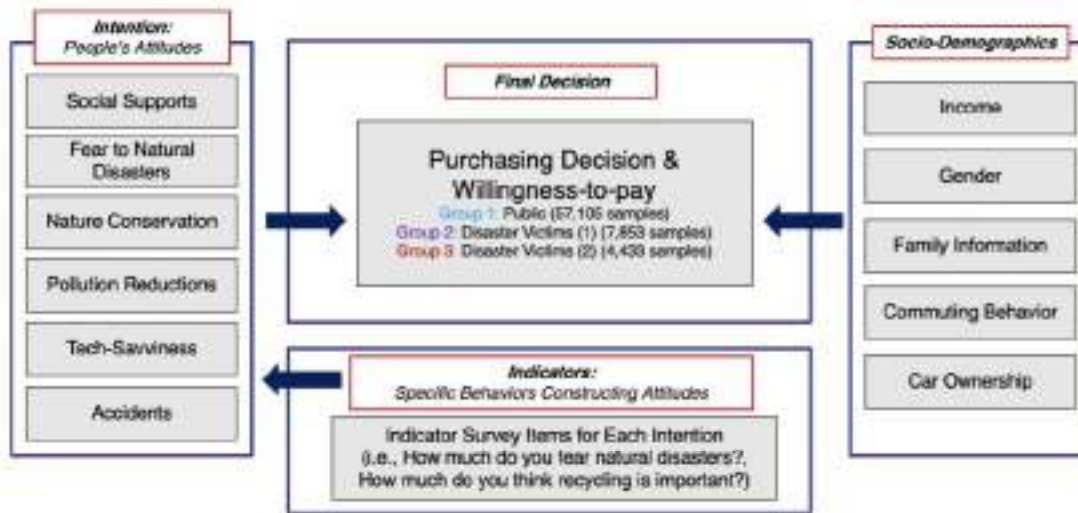 Intention:
People's Attitudes
Social Supports
Fear to Natural
Disasters
Nature Conservation
Pollution Reductions
Tech-Savviness
Accidents
Final Decision
Purchasing Decision &
Willingness-to-pay
Group 1: Public (57,105 samples)
Group 2: Disaster Victims (1) (7,853 samples)
Group 3: Disaster Victims (2) (4,433 samples)
Indicators:
Specific Behaviors Constructing Attitudes
Indicator Survey Items for Each Intention
(i.e., How much do you fear natural disasters?,
How much do you think recycling is important?)
Socio-Demographics
Income
Gender
Family Information
Commuting Behavior
Car Ownership